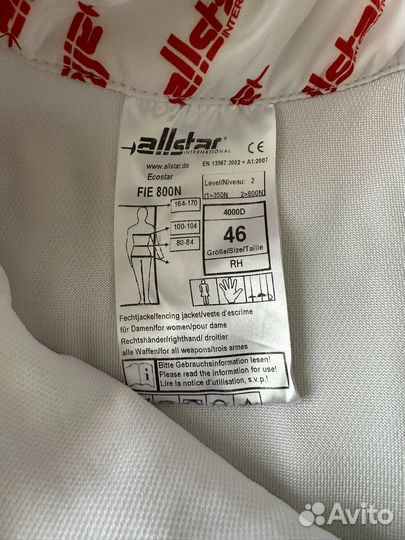 allstar
INTERNATIONAL
allstar®
INTERNATIONAL
CE
www.allstar.de
EN 13567:2002 + A1:2007
Ecostar
FIE 800N
Level/Niveau: 2
(1>350N 2>800N)
164-170
100-104
80-84
4000D
46
Größe/Size/Taille
RH
Fechtjacke/fencing jacket/veste d'escrime
für Damen/for women/pour dame
Rechtshänder/righthand/ droitier
alle Waffen/for all weapons/trois armes
Bitte Gebrauchsinformation lesen!
Please read the information for use!
Lire la notice d'utilisation, s.v.p.!
Avito